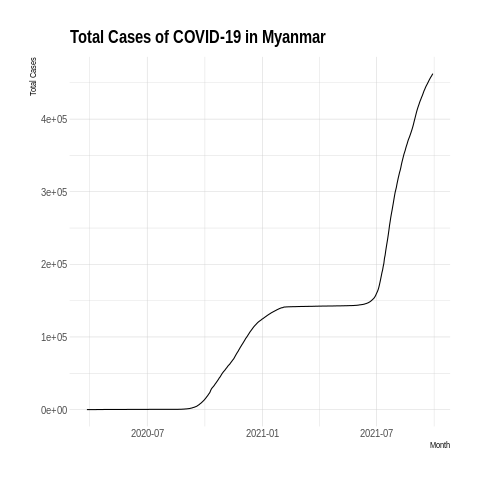 Total Cases of COVID-19 in Myanmar
Total Cases
4e+05
3e+05
2e+05
1e+05
0e+00
2020-07 2021-01 2021-07
Month